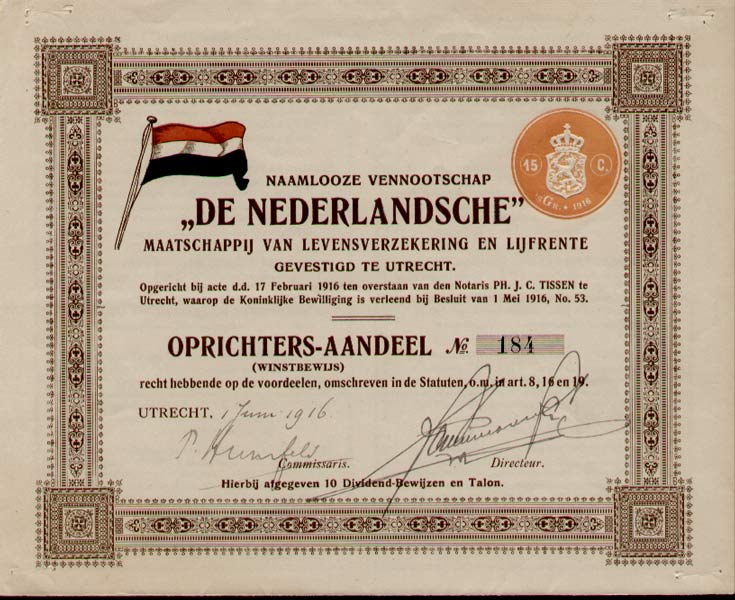 15 C.
Gr. • 1916
NAAMLOOZE VENNOOTSCHAP
„DE NEDERLANDSCHE”
MAATSCHAPPIJ VAN LEVENSVERZEKERING EN LIJFRENTE
GEVESTIGD TE UTRECHT.
Opgericht bij acte d.d. 17 Februari 1916 ten overstaan van den Notaris PH. J. C. TISSEN te
Utrecht, waarop de Koninklijke Bewilliging is verleend bij Besluit van 1 Mei 1916, No. 53.
OPRICHTERS-AANDEEL No. 184
(WINSTBEWIJS)
recht hebbende op de voordeelen, omschreven in de Statuten, o.m. in art. 8, 16 en 19.
UTRECHT, 1 Juni 1916.
Commissaris. Directeur.
Hierbij afgegeven 10 Dividend-Bewijzen en Talon.